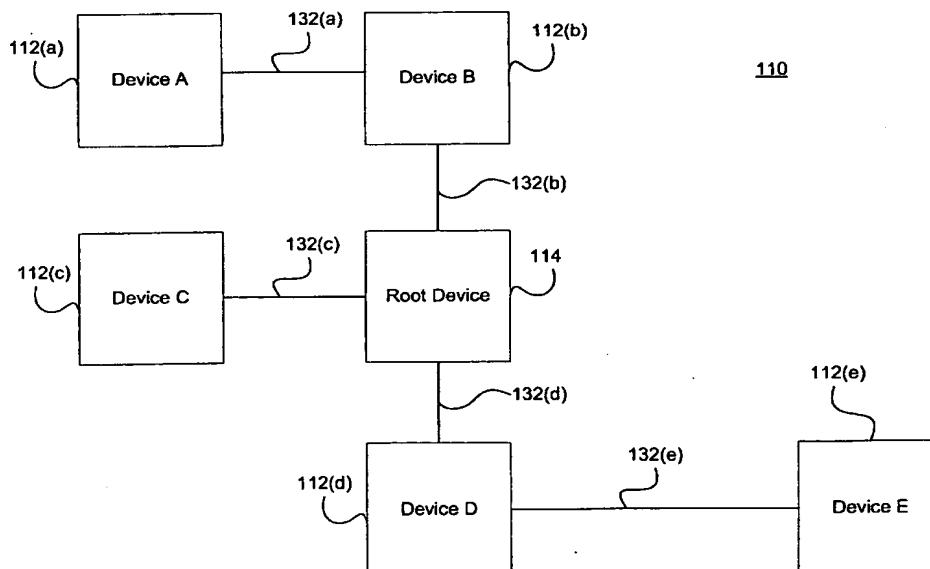 132(a)
112(a)
112(b)
Device A
Device B
110
132(b)
132(c)
114
112(c)
Device C
Root Device
132(d)
112(e)
132(e)
112(d)
Device D
Device E